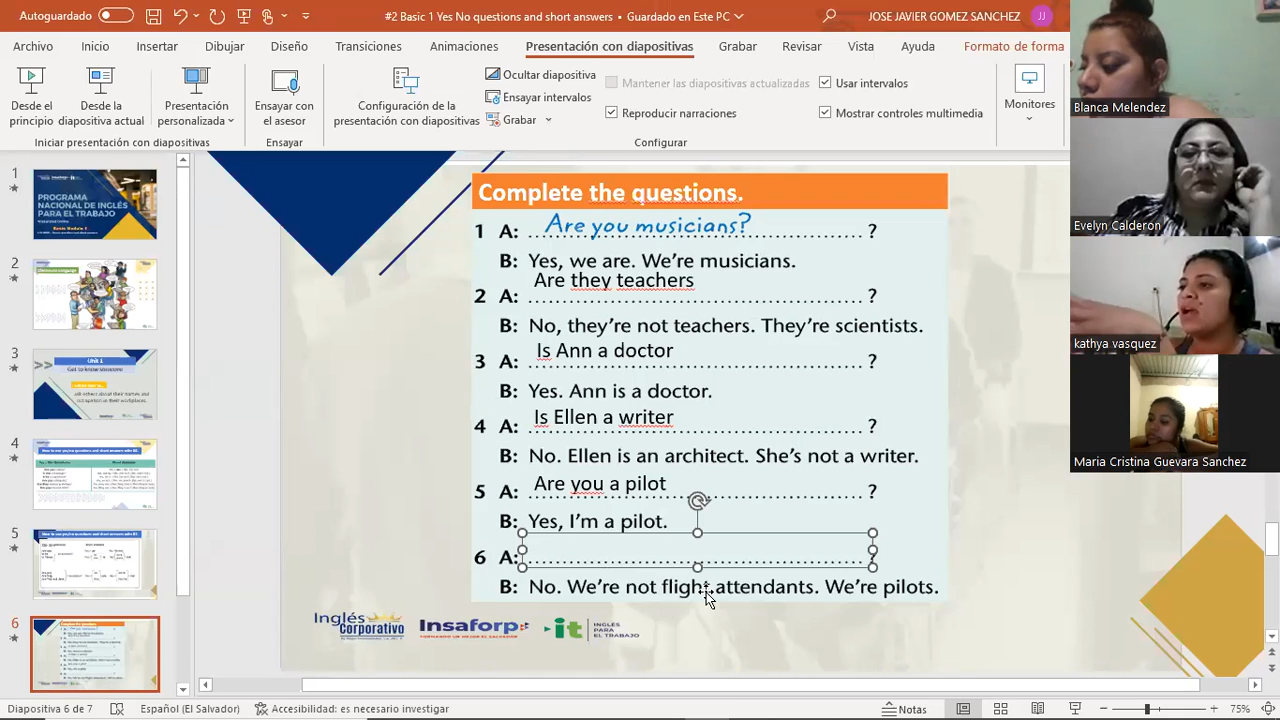 Autoguardado
#2 Basic 1 Yes No questions and short answers • Guardado en Este PC
JOSE JAVIER GOMEZ SANCHEZ
JJ
Archivo
Inicio
Insertar
Dibujar
Diseño
Transiciones
Animaciones
Presentación con diapositivas
Grabar
Revisar
Vista
Ayuda
Formato de forma
Desde el principio
Desde la diapositiva actual
Presentación personalizada
Ensayar con el asesor
Configuración de la presentación con diapositivas
Ocultar diapositiva
Ensayar intervalos
Grabar
Mantener las diapositivas actualizadas
Reproducir narraciones
Usar intervalos
Mostrar controles multimedia
Monitores
Iniciar presentación con diapositivas
Ensayar
Configurar
Blanca Melendez
Evelyn Calderon
kathya vasquez
Maria Cristina Guevara Sanchez
1
PROGRAMA
NACIONAL DE INGLÉS
PARA EL TRABAJO
2
3
Unit 1
4
5
6
Complete the questions.
1 A: Are you musicians? ?
B: Yes, we are. We're musicians.
Are they teachers
2 A: ?
B: No, they're not teachers. They're scientists.
Is Ann a doctor
3 A: ?
B: Yes. Ann is a doctor.
Is Ellen a writer
4 A: ?
B: No. Ellen is an architect. She's not a writer.
Are you a pilot
5 A: ?
B: Yes, I'm a pilot.
6 A: ?
B: No. We're not flight attendants. We're pilots.
Inglés
Corporativo
Insaforp
INGLÉS
PARA EL
TRABAJO
Diapositiva 6 de 7
Español (El Salvador)
Accesibilidad: es necesario investigar
Notas
75%